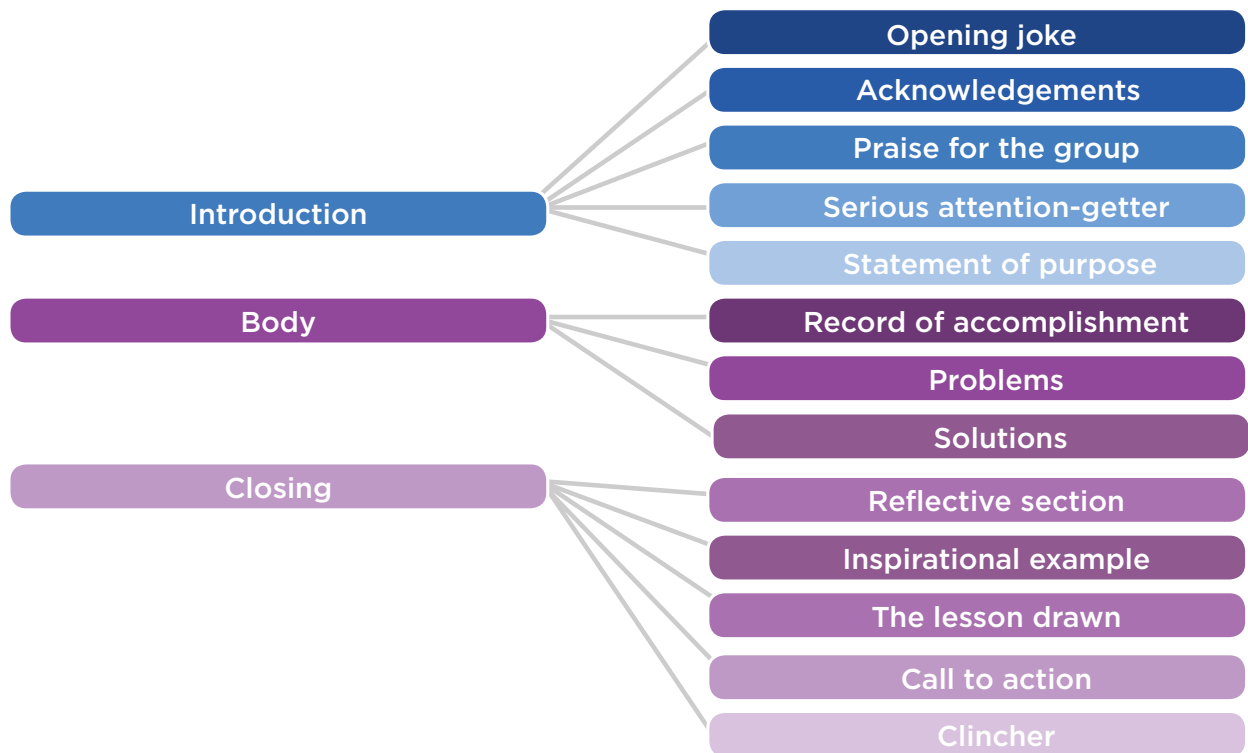 Introduction
Opening joke
Acknowledgements
Praise for the group
Serious attention-getter
Statement of purpose
Body
Record of accomplishment
Problems
Solutions
Closing
Reflective section
Inspirational example
The lesson drawn
Call to action
Clincher